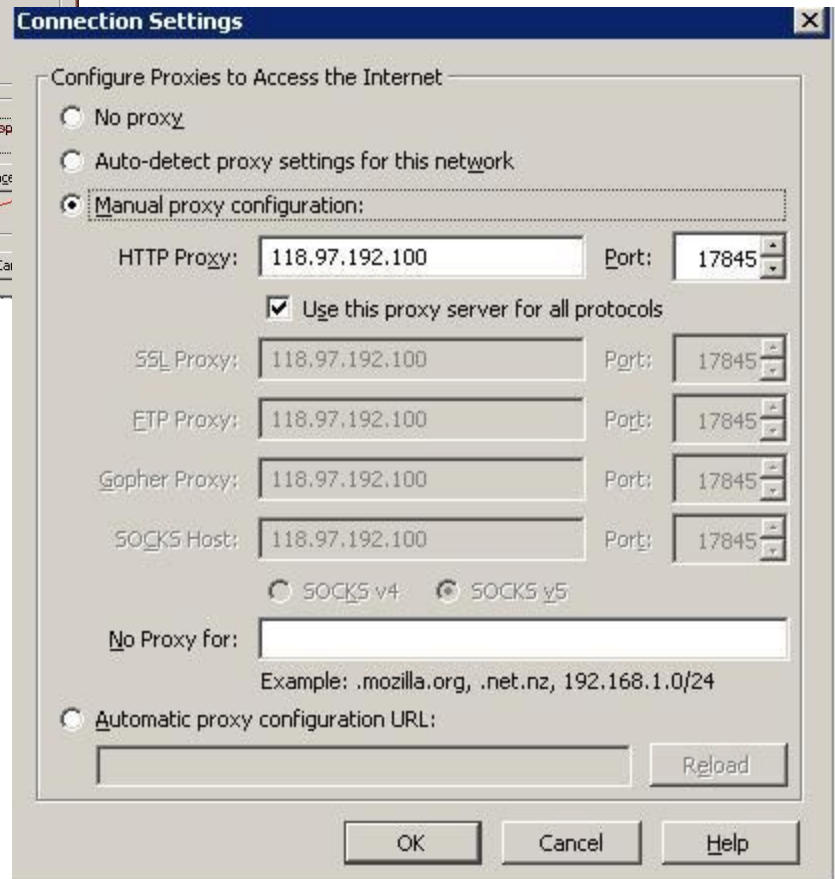 Connection Settings
Configure Proxies to Access the Internet
No proxy
Auto-detect proxy settings for this network
Manual proxy configuration:
HTTP Proxy: 118.97.192.100 Port: 17845
Use this proxy server for all protocols
SSL Proxy: 118.97.192.100 Port: 17845
FTP Proxy: 118.97.192.100 Port: 17845
Gopher Proxy: 118.97.192.100 Port: 17845
SOCKS Host: 118.97.192.100 Port: 17845
SOCKS v4 SOCKS v5
No Proxy for:
Example: .mozilla.org, .net.nz, 192.168.1.0/24
Automatic proxy configuration URL:
Reload
OK Cancel Help